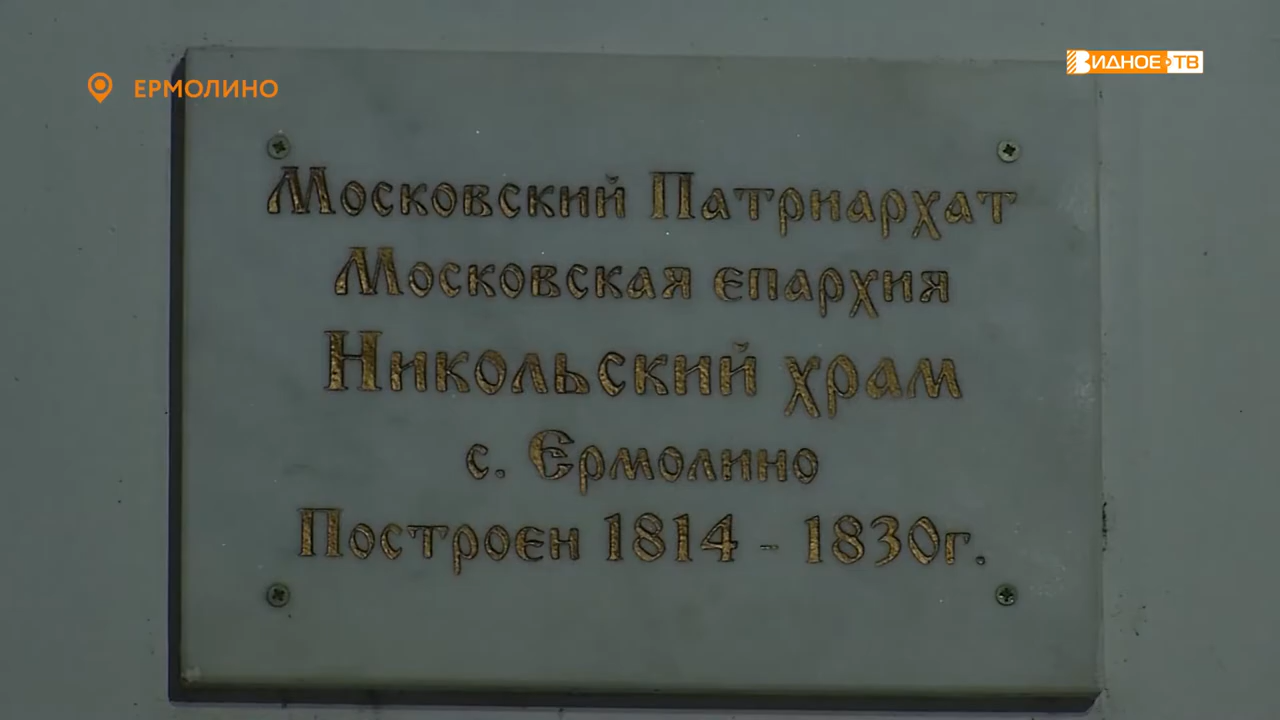 ЕРМОЛИНО
ВИДНОЕ ТВ
Московский Патриархат
Московская епархия
Никольский храм
с. Ермолино
Построен 1814 - 1830г.